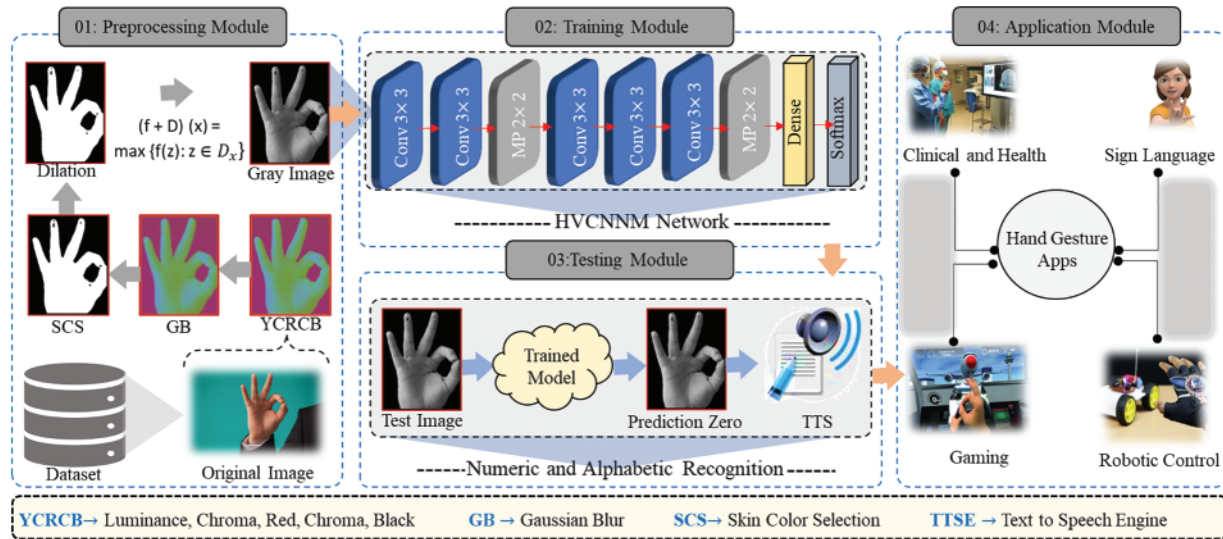 01: Preprocessing Module
(f + D) (x) =
max {f(z): z ∈ Dₓ}
Dilation
Gray Image
SCS
GB
YCRCB
Dataset
Original Image
02: Training Module
Conv 3 × 3
Conv 3 × 3
MP 2 × 2
Conv 3 × 3
Conv 3 × 3
Conv 3 × 3
MP 2 × 2
Dense
Softmax
HVCNNM Network
03:Testing Module
Trained
Model
Test Image
Prediction Zero
TTS
Numeric and Alphabetic Recognition
04: Application Module
Clinical and Health
Sign Language
Hand Gesture
Apps
Gaming
Robotic Control
YCRCB→ Luminance, Chroma, Red, Chroma, Black GB → Gaussian Blur SCS→ Skin Color Selection TTSE → Text to Speech Engine